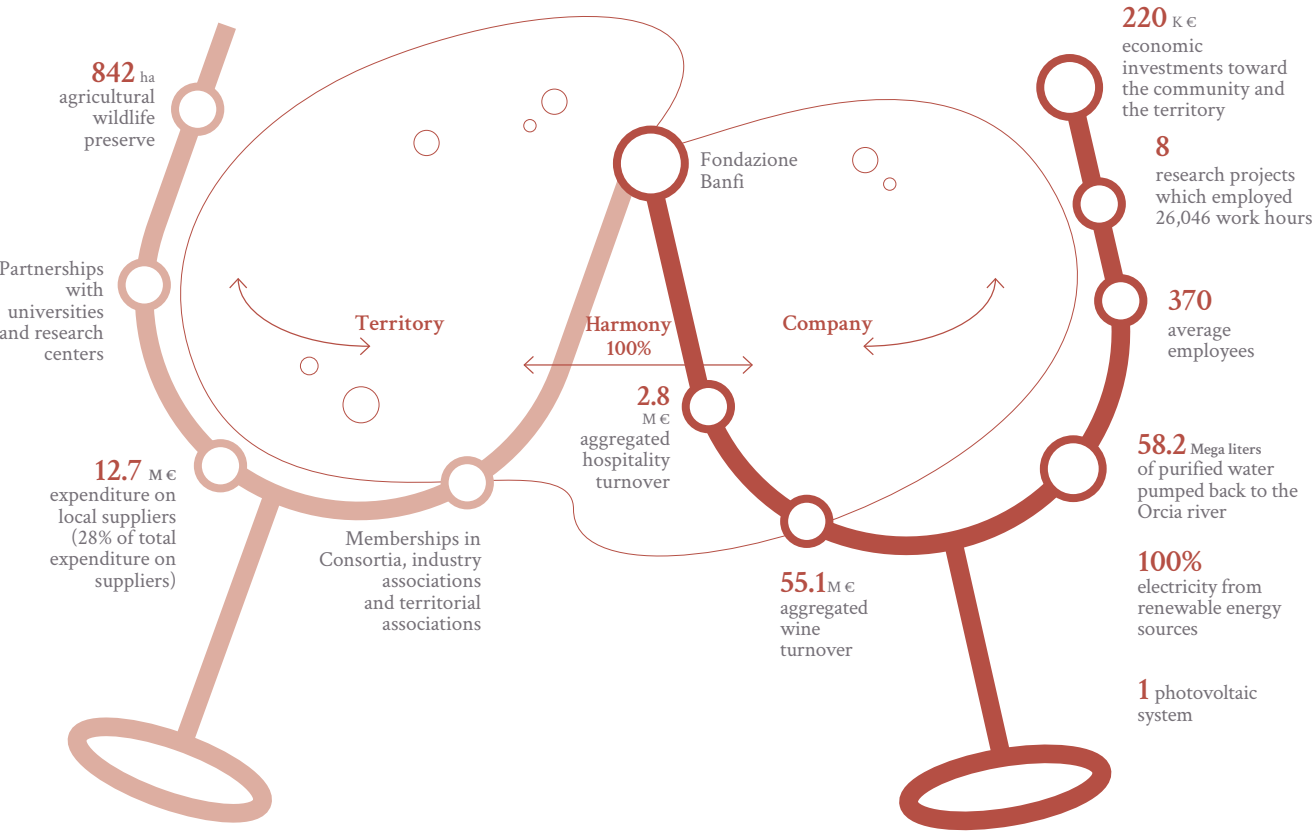 842 ha
agricultural
wildlife
preserve
Partnerships
with
universities
and research
centers
12.7 M €
expenditure on
local suppliers
(28% of total
expenditure on
suppliers)
Memberships in
Consortia, industry
associations
and territorial
associations
Territory
Harmony
100%
Company
Fondazione
Banfi
2.8
M €
aggregated
hospitality
turnover
55.1 M €
aggregated
wine
turnover
220 K €
economic
investments toward
the community and
the territory
8
research projects
which employed
26,046 work hours
370
average
employees
58.2 Mega liters
of purified water
pumped back to the
Orcia river
100%
electricity from
renewable energy
sources
1 photovoltaic
system